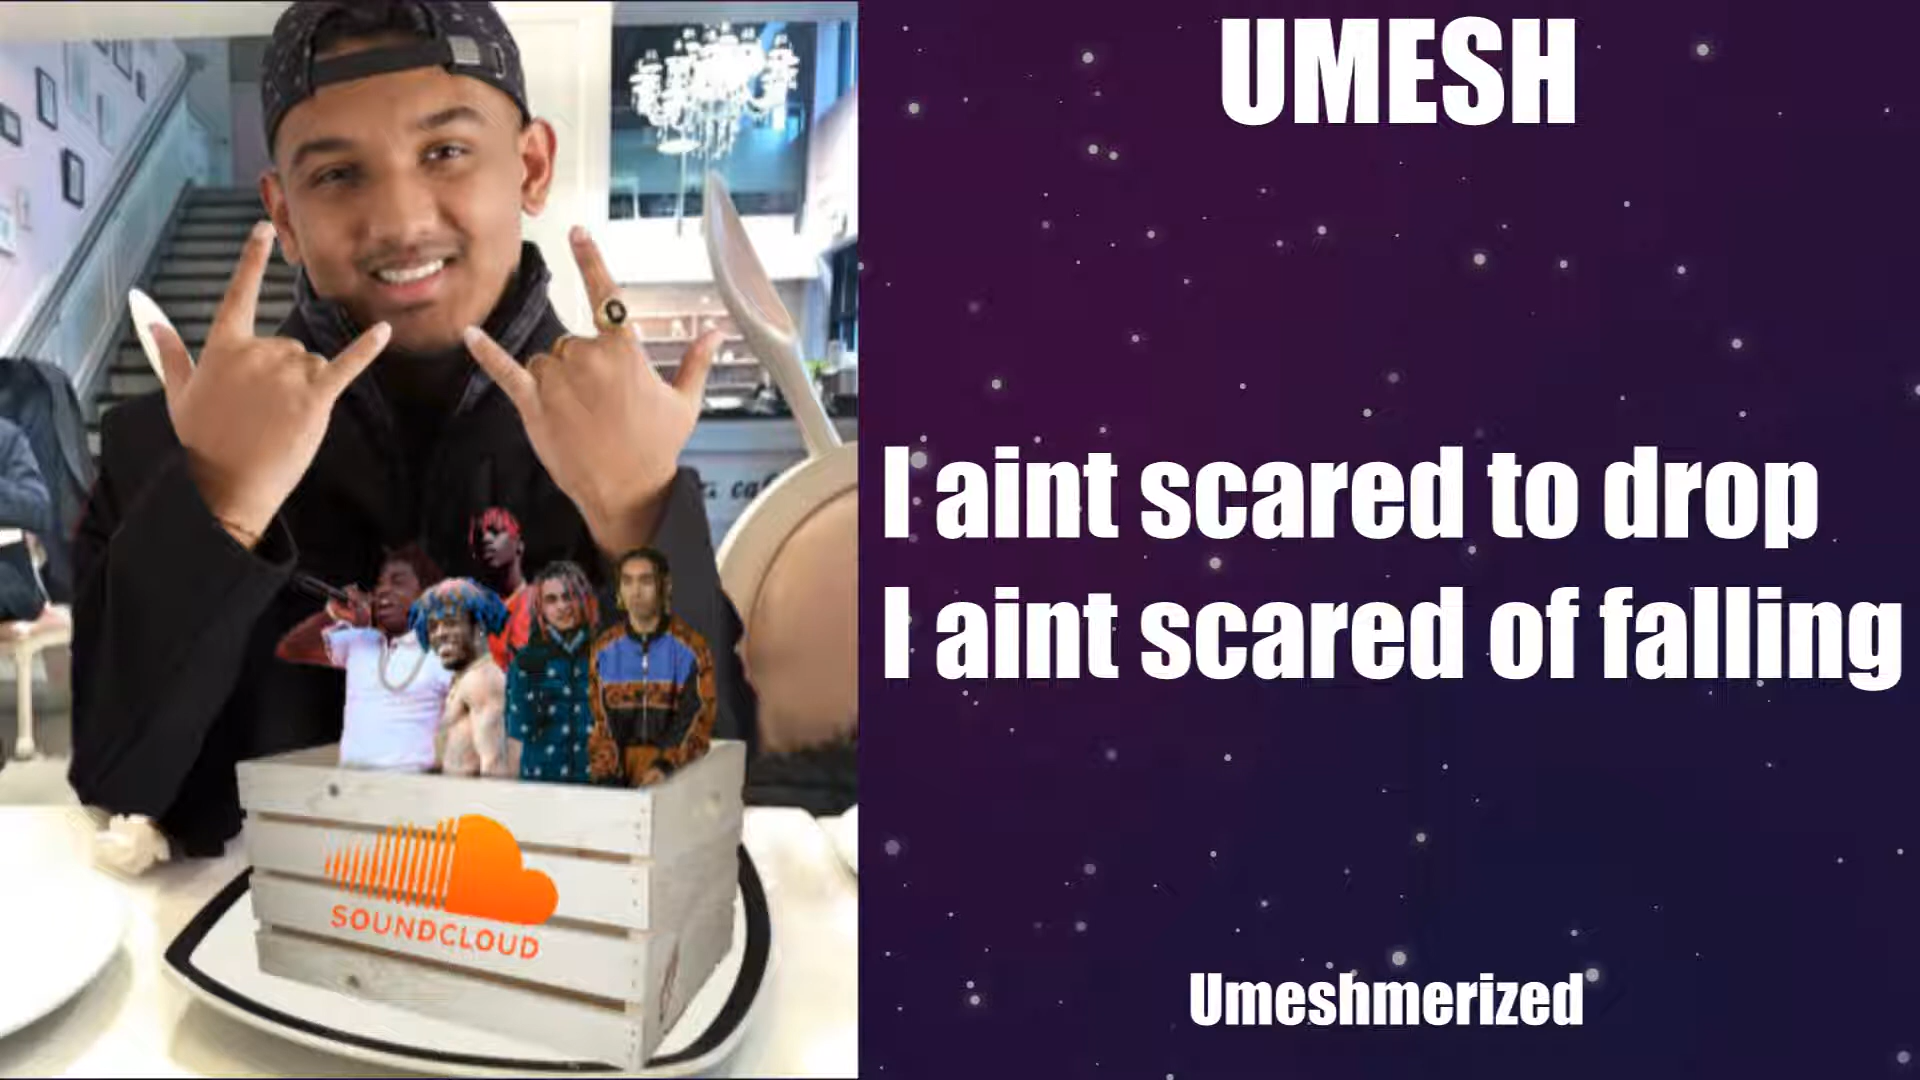 UMESH
I aint scared to drop
I aint scared of falling
SOUNDCLOUD
Umeshmerized